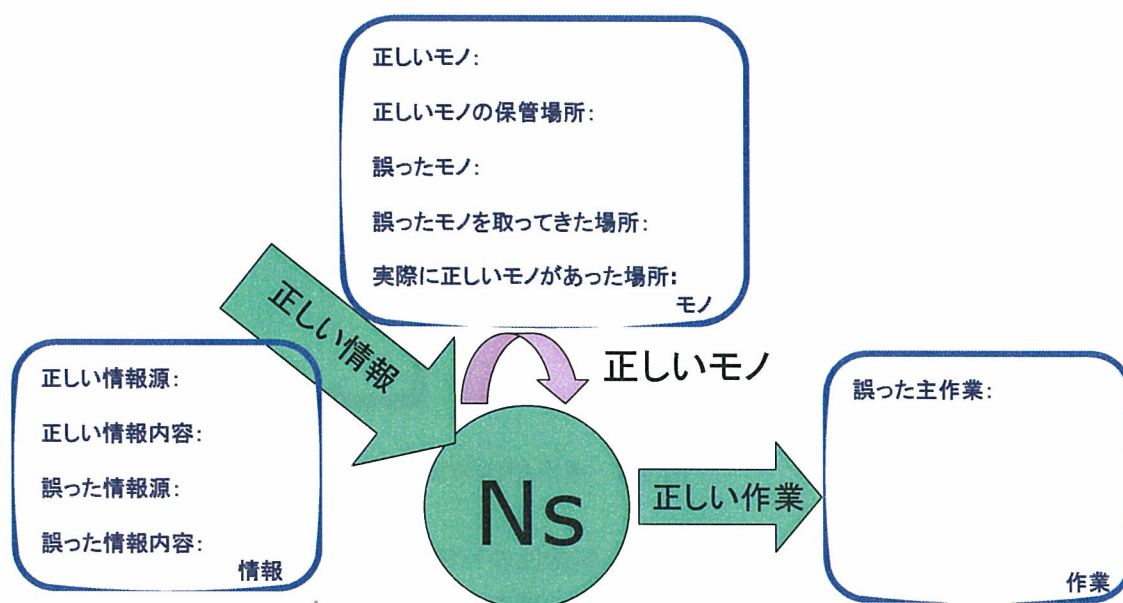 正しいモノ:
正しいモノの保管場所:
誤ったモノ:
誤ったモノを取ってきた場所:
実際に正しいモノがあった場所:
モノ
正しい情報
正しいモノ
正しい情報源:
正しい情報内容:
誤った情報源:
誤った情報内容:
情報
Ns
正しい作業
誤った主作業:
作業